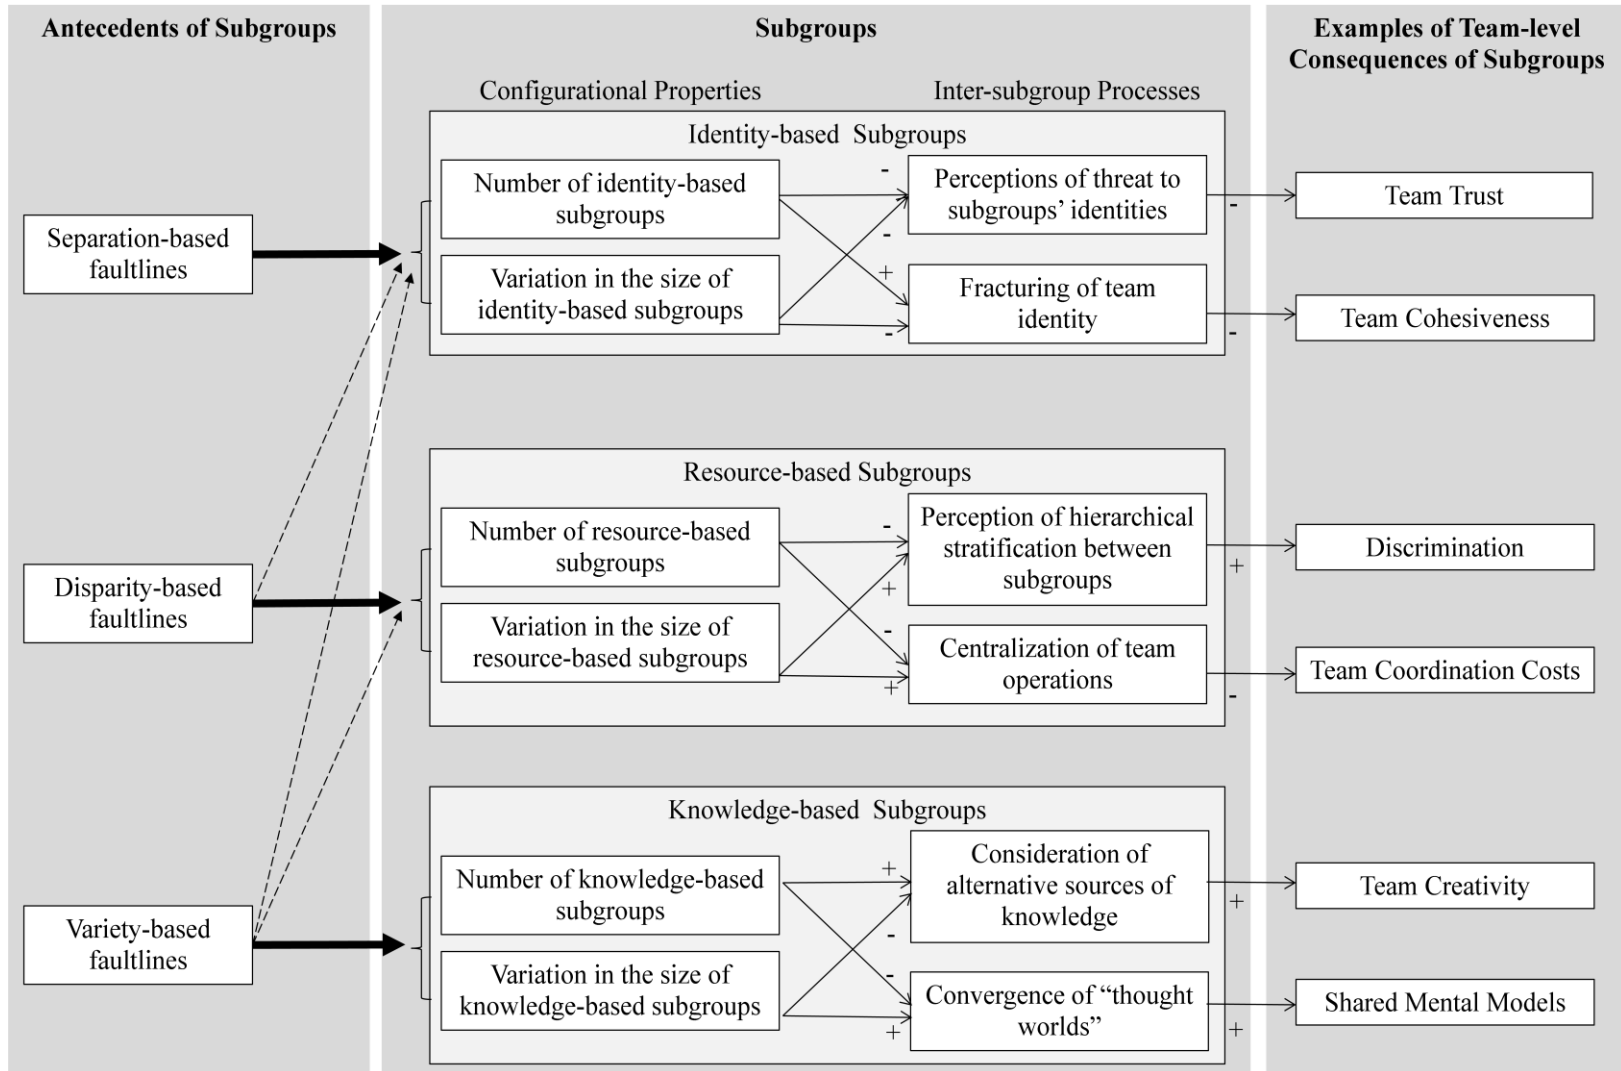 Antecedents of Subgroups
Subgroups
Examples of Team-level
Consequences of Subgroups
Configurational Properties
Inter-subgroup Processes
Separation-based
faultlines
Identity-based Subgroups
Number of identity-based
subgroups
Variation in the size of
identity-based subgroups
-
-
+
-
Perceptions of threat to
subgroups’ identities
Fracturing of team
identity
-
-
Team Trust
Team Cohesiveness
Disparity-based
faultlines
Resource-based Subgroups
Number of resource-based
subgroups
Variation in the size of
resource-based subgroups
-
+
-
+
Perception of hierarchical
stratification between
subgroups
Centralization of team
operations
+
-
Discrimination
Team Coordination Costs
Variety-based
faultlines
Knowledge-based Subgroups
Number of knowledge-based
subgroups
Variation in the size of
knowledge-based subgroups
+
-
-
+
Consideration of
alternative sources of
knowledge
Convergence of “thought
worlds”
+
+
Team Creativity
Shared Mental Models